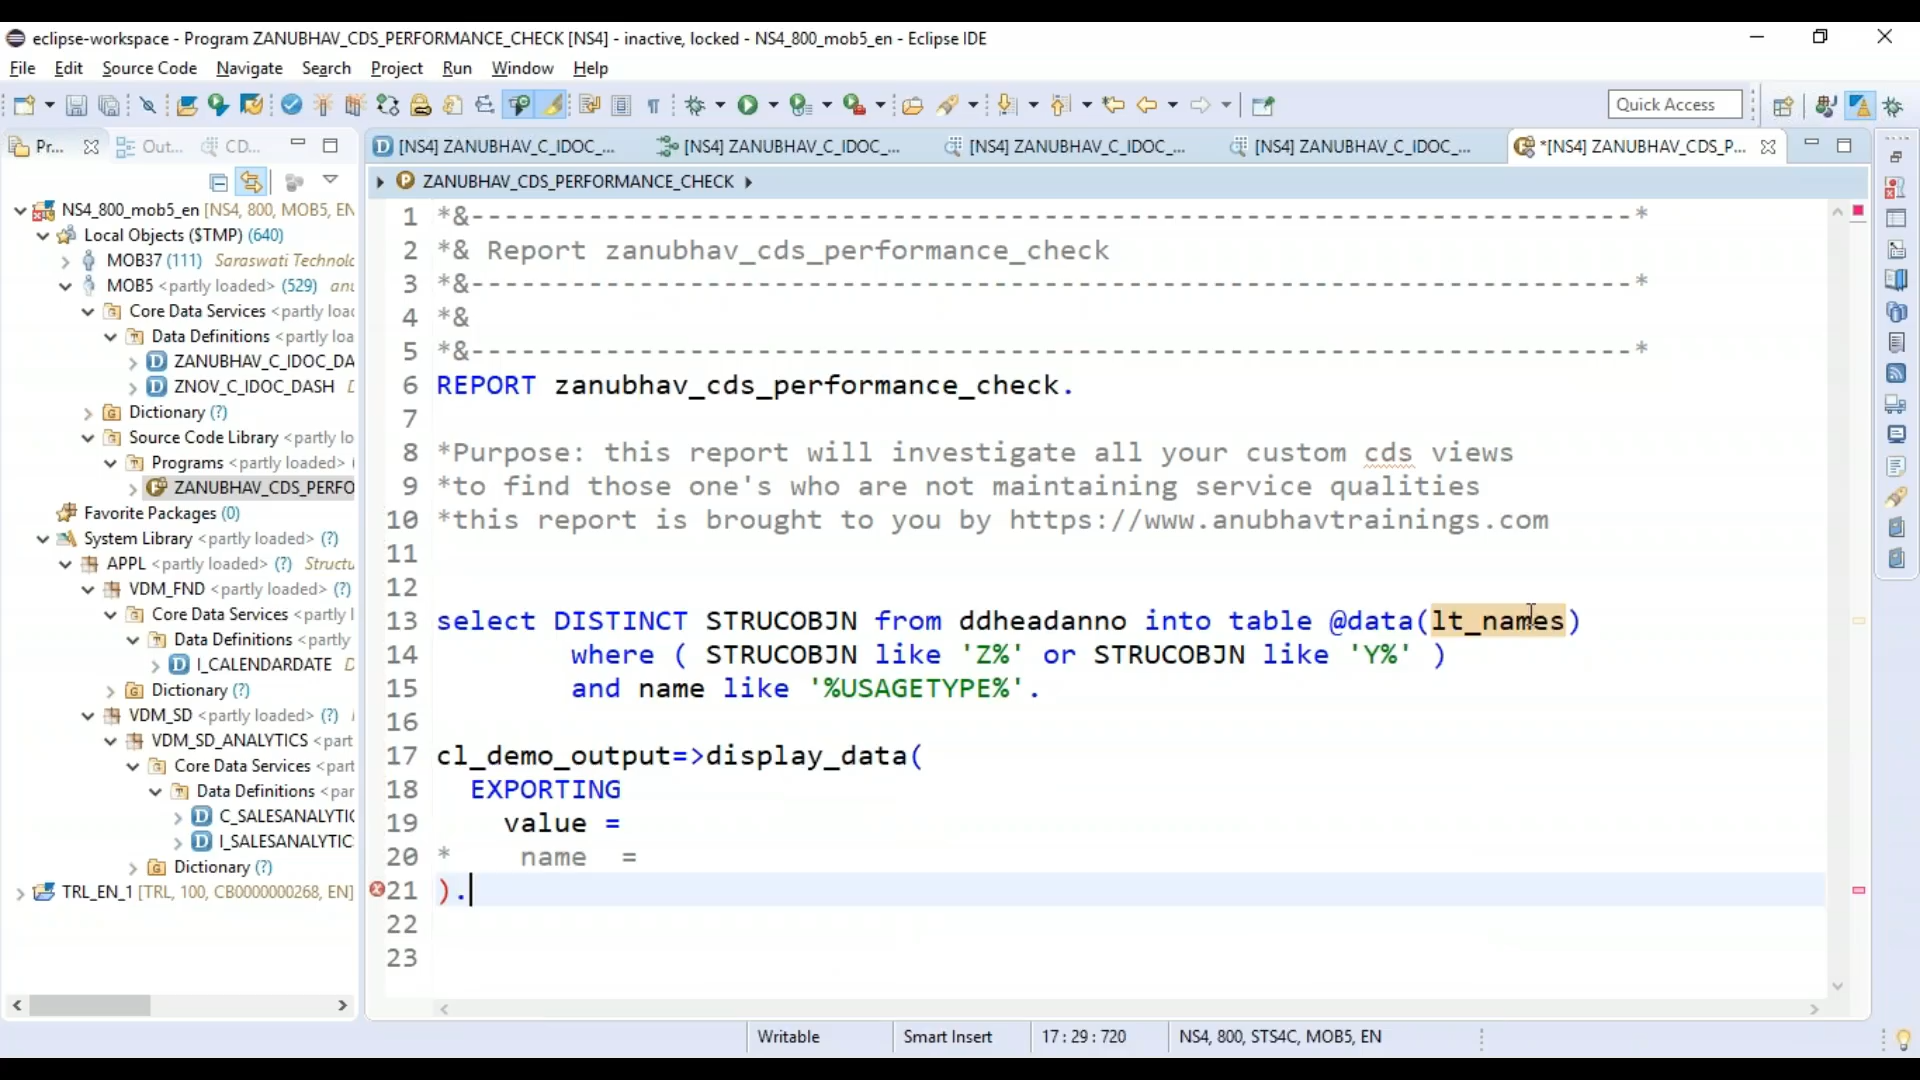 eclipse-workspace - Program ZANUBHAV_CDS_PERFORMANCE_CHECK [NS4] - inactive, locked - NS4_800_mob5_en - Eclipse IDE
File Edit Source Code Navigate Search Project Run Window Help
Quick Access
Pr... Out... CD...
[NS4] ZANUBHAV_C_IDOC_... [NS4] ZANUBHAV_C_IDOC_... [NS4] ZANUBHAV_C_IDOC_... [NS4] ZANUBHAV_C_IDOC_... *[NS4] ZANUBHAV_CDS_P...
ZANUBHAV_CDS_PERFORMANCE_CHECK
NS4_800_mob5_en [NS4, 800, MOB5, EN
Local Objects ($TMP) (640)
MOB37 (111) Saraswati Technolo
MOB5 <partly loaded> (529) anu
Core Data Services <partly loac
Data Definitions <partly loa
ZANUBHAV_C_IDOC_DA
ZNOV_C_IDOC_DASH
Dictionary (?)
Source Code Library <partly lo
Programs <partly loaded>
ZANUBHAV_CDS_PERFO
Favorite Packages (0)
System Library <partly loaded> (?)
APPL <partly loaded> (?) Structu
VDM_FND <partly loaded> (?)
Core Data Services <partly l
Data Definitions <partly l
I_CALENDARDATE D
Dictionary (?)
VDM_SD <partly loaded> (?)
VDM_SD_ANALYTICS <part
Core Data Services <part
Data Definitions <par
C_SALESANALYTIC
I_SALESANALYTIC
Dictionary (?)
TRL_EN_1 [TRL, 100, CB0000000268, EN]
1 *&---------------------------------------------------------------------*
2 *& Report zanubhav_cds_performance_check
3 *&---------------------------------------------------------------------*
4 *&
5 *&---------------------------------------------------------------------*
6 REPORT zanubhav_cds_performance_check.
7
8 *Purpose: this report will investigate all your custom cds views
9 *to find those one's who are not maintaining service qualities
10 *this report is brought to you by https://www.anubhavtrainings.com
11
12
13 select DISTINCT STRUCOBJN from ddheadanno into table @data(lt_names)
14 where ( STRUCOBJN like 'Z%' or STRUCOBJN like 'Y%' )
15 and name like '%USAGETYPE%'.
16
17 cl_demo_output=>display_data(
18 EXPORTING
19 value =
20 * name =
21 ).
22
23
Writable Smart Insert 17 : 29 : 720 NS4, 800, STS4C, MOB5, EN